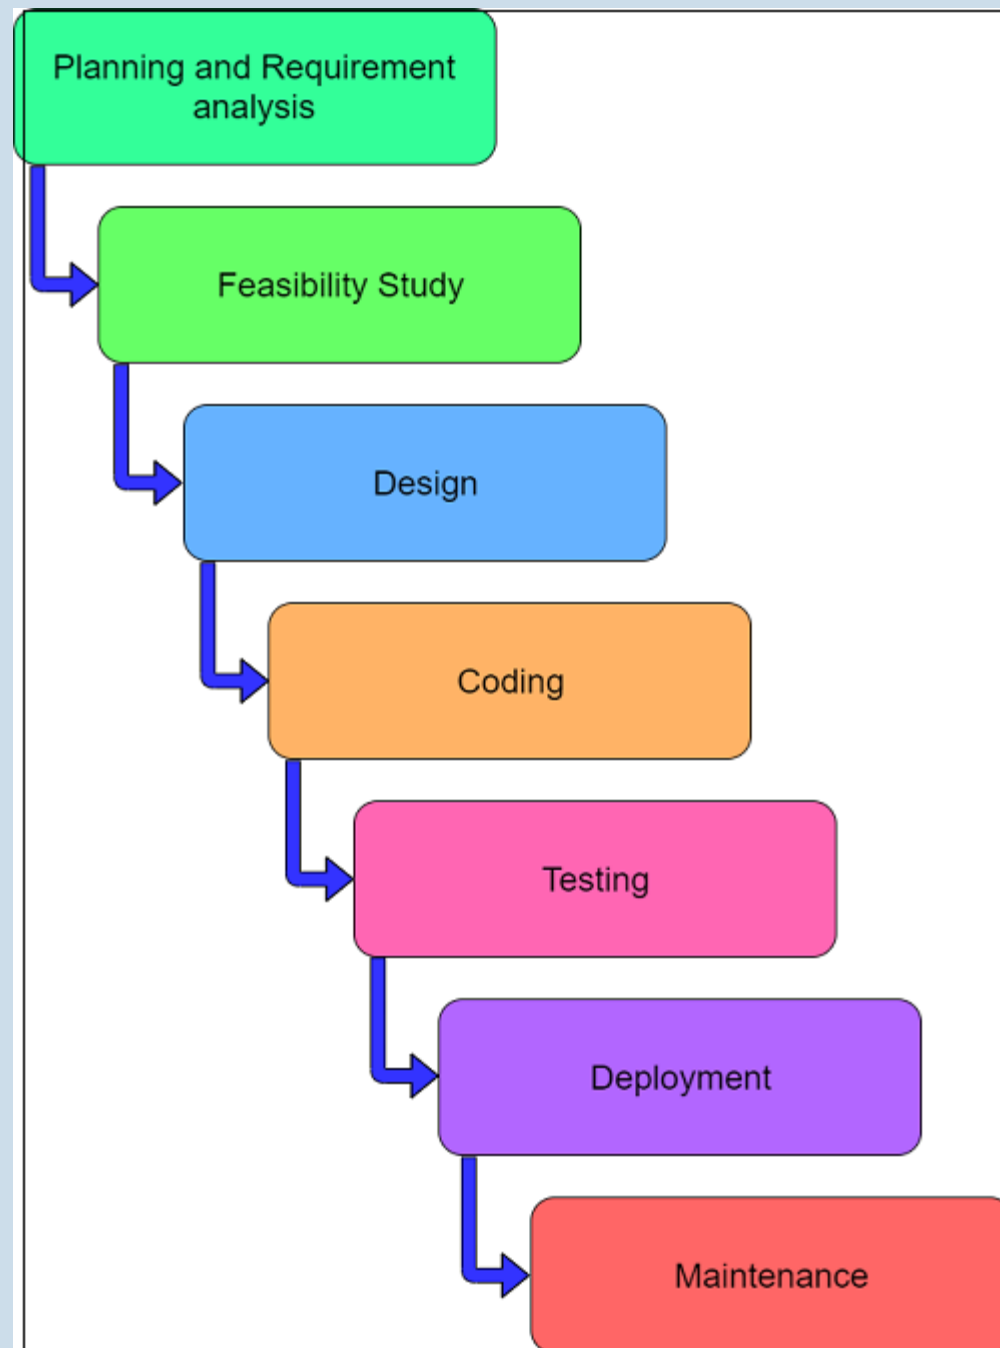 Planning and Requirement
analysis
Feasibility Study
Design
Coding
Testing
Deployment
Maintenance